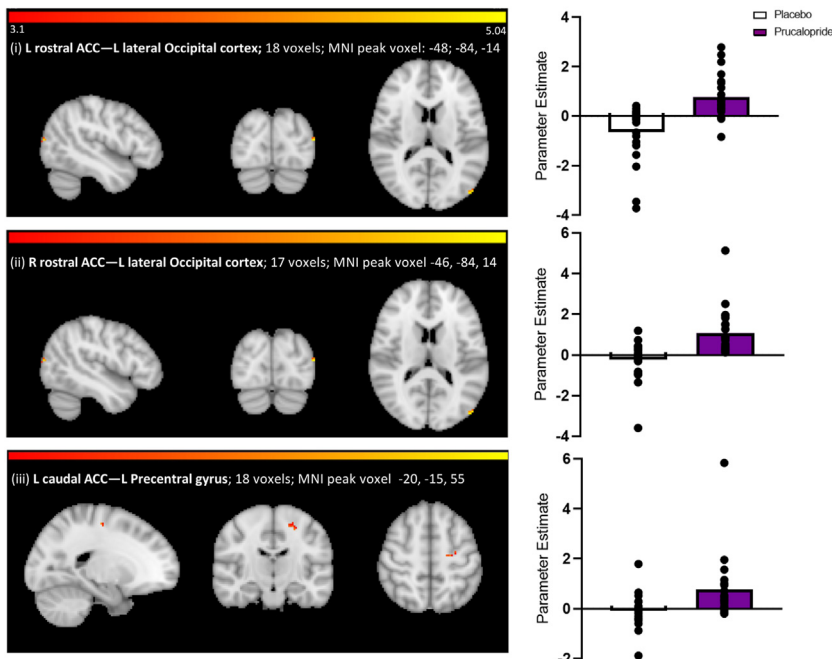 3.1 5.04
(i) L rostral ACC—L lateral Occipital cortex; 18 voxels; MNI peak voxel: -48; -84, -14
4
2
0
-2
-4
Parameter Estimate
Placebo
Prucalopride
(ii) R rostral ACC—L lateral Occipital cortex; 17 voxels; MNI peak voxel -46, -84, 14
6
4
2
0
-2
-4
Parameter Estimate
(iii) L caudal ACC—L Precentral gyrus; 18 voxels; MNI peak voxel -20, -15, 55
6
4
2
0
-2
Parameter Estimate